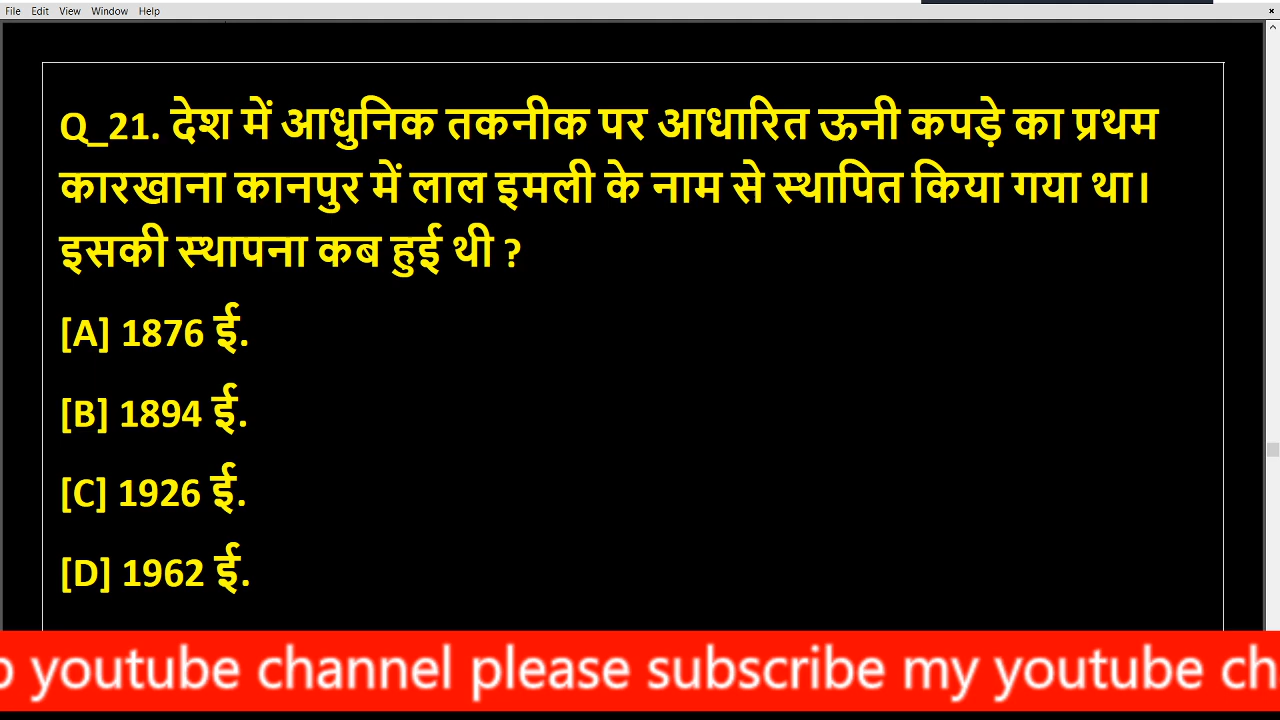 File Edit View Window Help
Q_21. देश में आधुनिक तकनीक पर आधारित ऊनी कपड़े का प्रथम
कारखाना कानपुर में लाल इमली के नाम से स्थापित किया गया था।
इसकी स्थापना कब हुई थी ?
[A] 1876 ई.
[B] 1894 ई.
[C] 1926 ई.
[D] 1962 ई.
youtube channel please subscribe my youtube ch